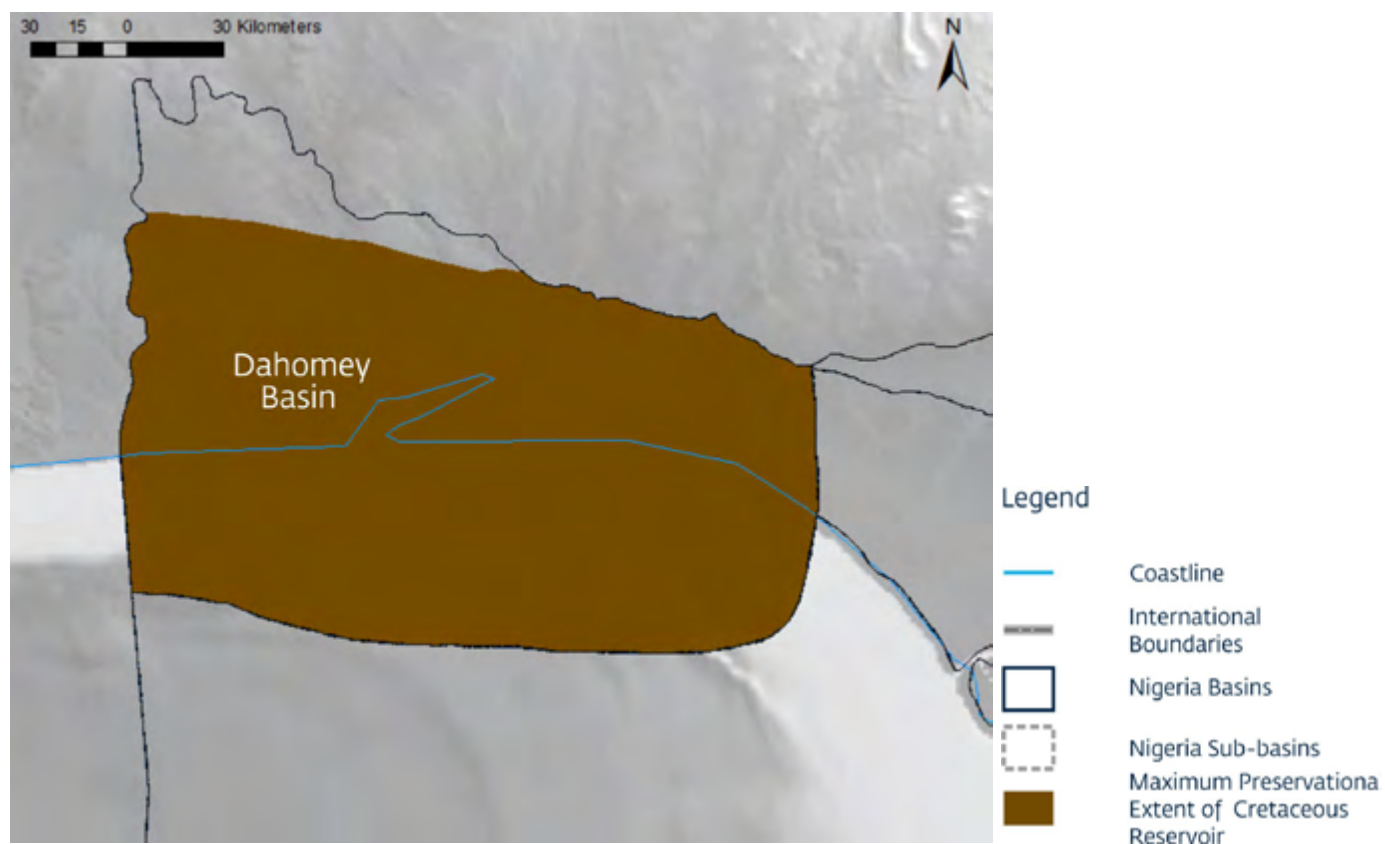 30 15 0 30 Kilometers
N
Dahomey
Basin
Legend
Coastline
International
Boundaries
Nigeria Basins
Nigeria Sub-basins
Maximum Preservationa
Extent of Cretaceous
Reservoir